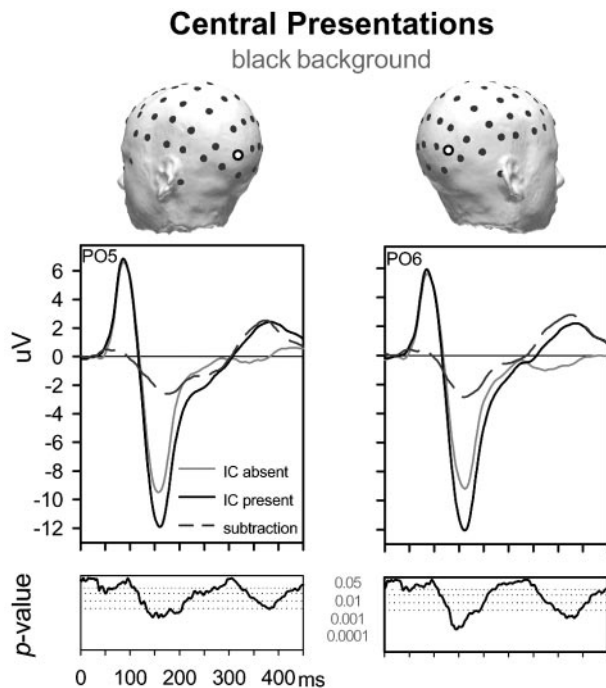 Central Presentations
black background
PO5
PO6
6
4
2
0
-2
-4
-6
-8
-10
-12
uV
IC absent
IC present
subtraction
p-value
0.05
0.01
0.001
0.0001
0 100 200 300 400 ms